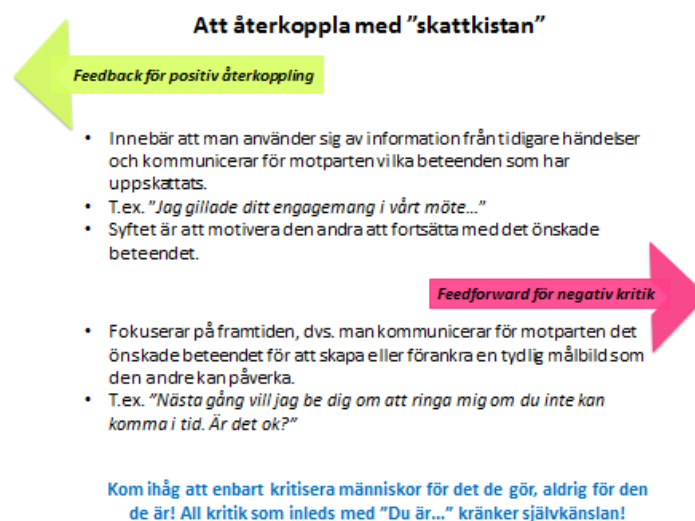 Att återkoppla med ”skattkistan”
Feedback för positiv återkoppling
• Innebär att man använder sig av information från tidigare händelser
och kommunicerar för motparten vilka beteenden som har
uppskattats.
• T.ex. ”Jag gillade ditt engagemang i vårt möte…”
• Syftet är att motivera den andra att fortsätta med det önskade
beteendet.
Feedforward för negativ kritik
• Fokuserar på framtiden, dvs. man kommunicerar för motparten det
önskade beteendet för att skapa eller förankra en tydlig målbild som
den andre kan påverka.
• T.ex. ”Nästa gång vill jag be dig om att ringa mig om du inte kan
komma i tid. Är det ok?”
Kom ihåg att enbart kritisera människor för det de gör, aldrig för den
de är! All kritik som inleds med ”Du är…” kränker självkänslan!